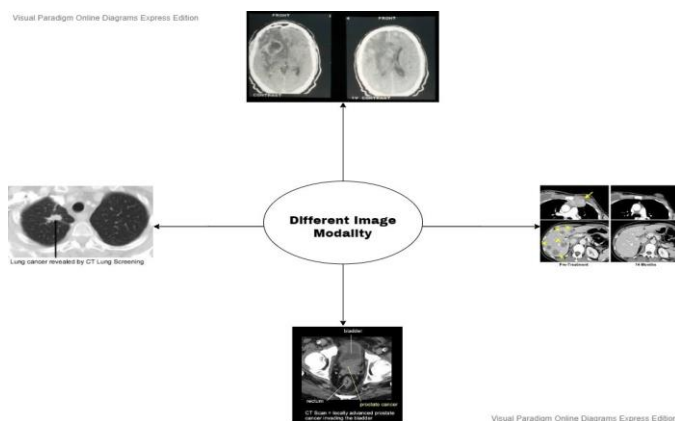 Visual Paradigm Online Diagrams Express Edition
FRONT
FRONT
Different Image
Modality
Lung cancer revealed by CT Lung Screening
Pre-Treatment
14 Months
bladder
rectum
prostate cancer
CT Scan = locally advanced prostate
cancer invading the bladder
Visual Paradigm Online Diagrams Express Edition